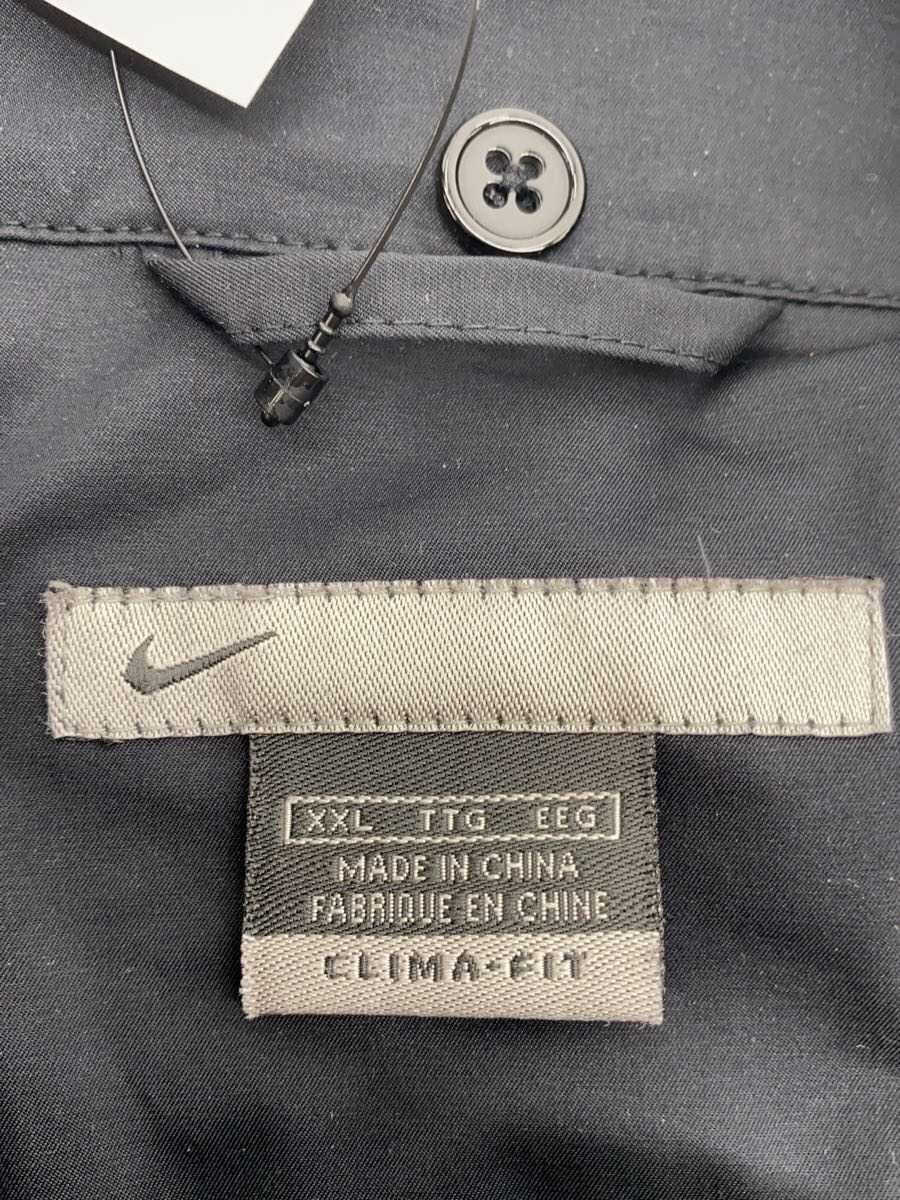 XXL TTG EEG
MADE IN CHINA
FABRIQUE EN CHINE
CLIMA•FIT